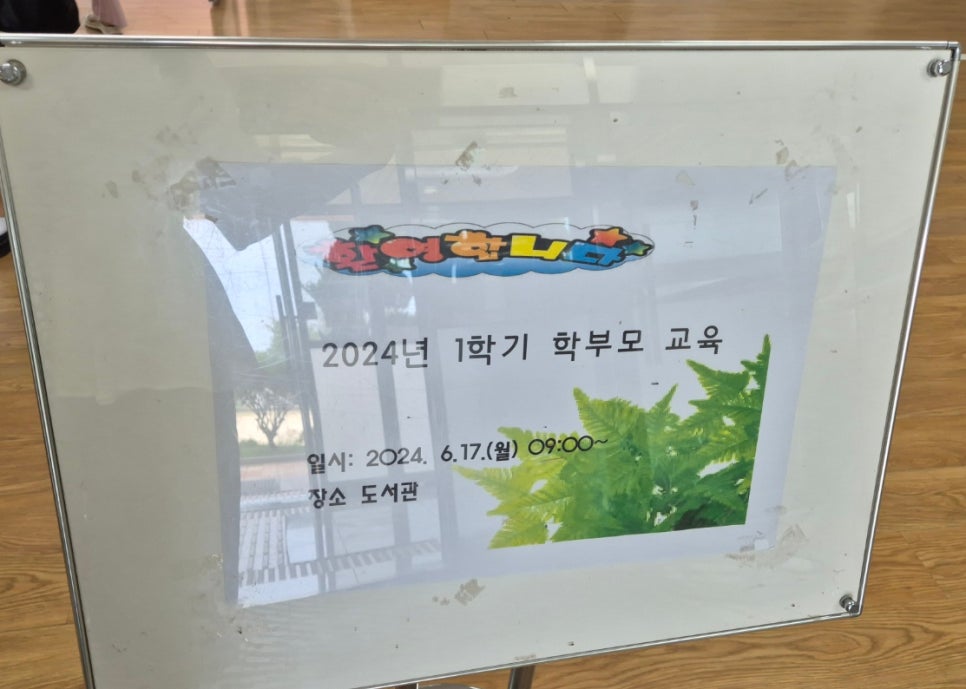 환영합니다
2024년 1학기 학부모 교육
일시: 2024. 6.17.(월) 09:00~
장소 도서관